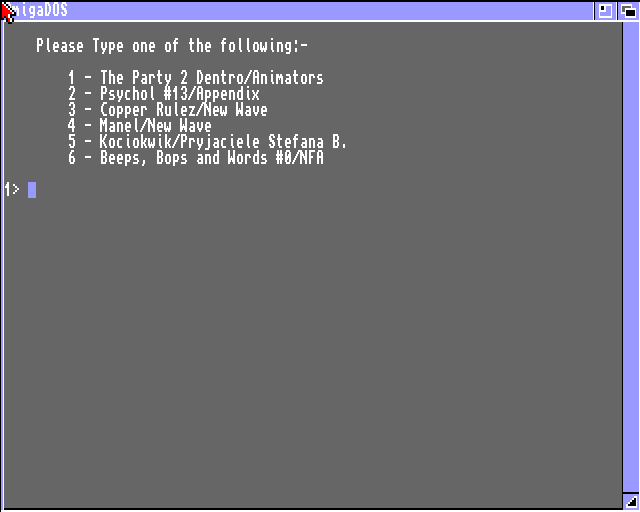 AmigaDOS
Please Type one of the following:-
1 - The Party 2 Dentro/Animators
2 - Psychol #13/Appendix
3 - Copper Rulez/New Wave
4 - Manel/New Wave
5 - Kociokwik/Pryjaciele Stefana B.
6 - Beeps, Bops and Words #0/NFA
1>